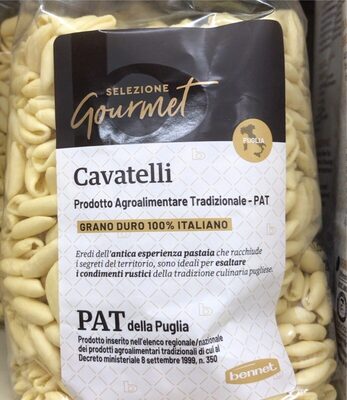 SELEZIONE
Gourmet
PUGLIA
Cavatelli
Prodotto Agroalimentare Tradizionale - PAT
GRANO DURO 100% ITALIANO
Eredi dell'antica esperienza pastaia che racchiude
i segreti del territorio, sono ideali per esaltare
i condimenti rustici della tradizione culinaria pugliese.
PAT della Puglia
Prodotto inserito nell'elenco regionale/nazionale
dei prodotti agroalimentari tradizionali di cui al
Decreto ministeriale 8 settembre 1999, n. 350
bennet